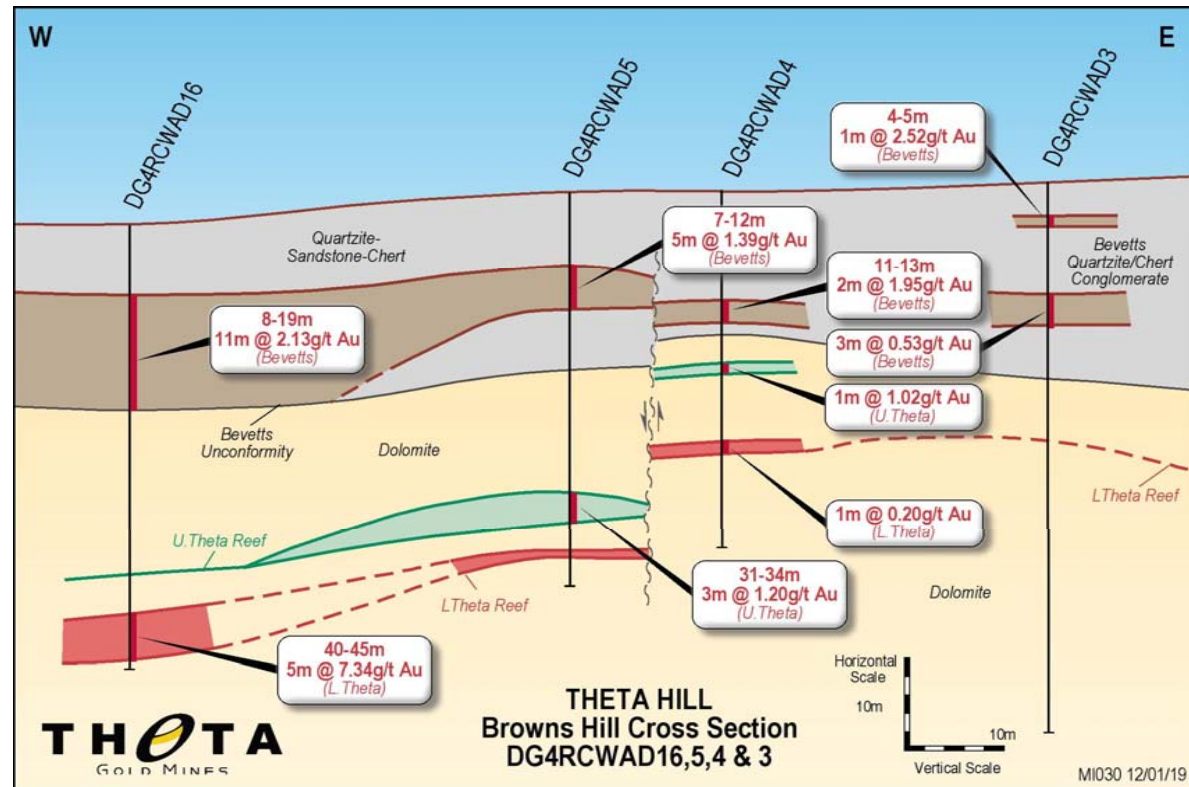 W
E
DG4RCWAD16
DG4RCWAD5
DG4RCWAD4
DG4RCWAD3
4-5m
1m @ 2.52g/t Au
(Bevetts)
Quartzite-
Sandstone-Chert
7-12m
5m @ 1.39g/t Au
(Bevetts)
Bevetts
Quartzite/Chert
Conglomerate
11-13m
2m @ 1.95g/t Au
(Bevetts)
8-19m
11m @ 2.13g/t Au
(Bevetts)
3m @ 0.53g/t Au
(Bevetts)
1m @ 1.02g/t Au
(U.Theta)
Bevetts
Unconformity
Dolomite
LTheta Reef
1m @ 0.20g/t Au
(L.Theta)
U.Theta Reef
LTheta Reef
31-34m
3m @ 1.20g/t Au
(U.Theta)
Dolomite
40-45m
5m @ 7.34g/t Au
(L.Theta)
Horizontal
Scale
10m
10m
Vertical Scale
THETA HILL
Browns Hill Cross Section
DG4RCWAD16,5,4 & 3
THETA
GOLD MINES
MI030 12/01/19